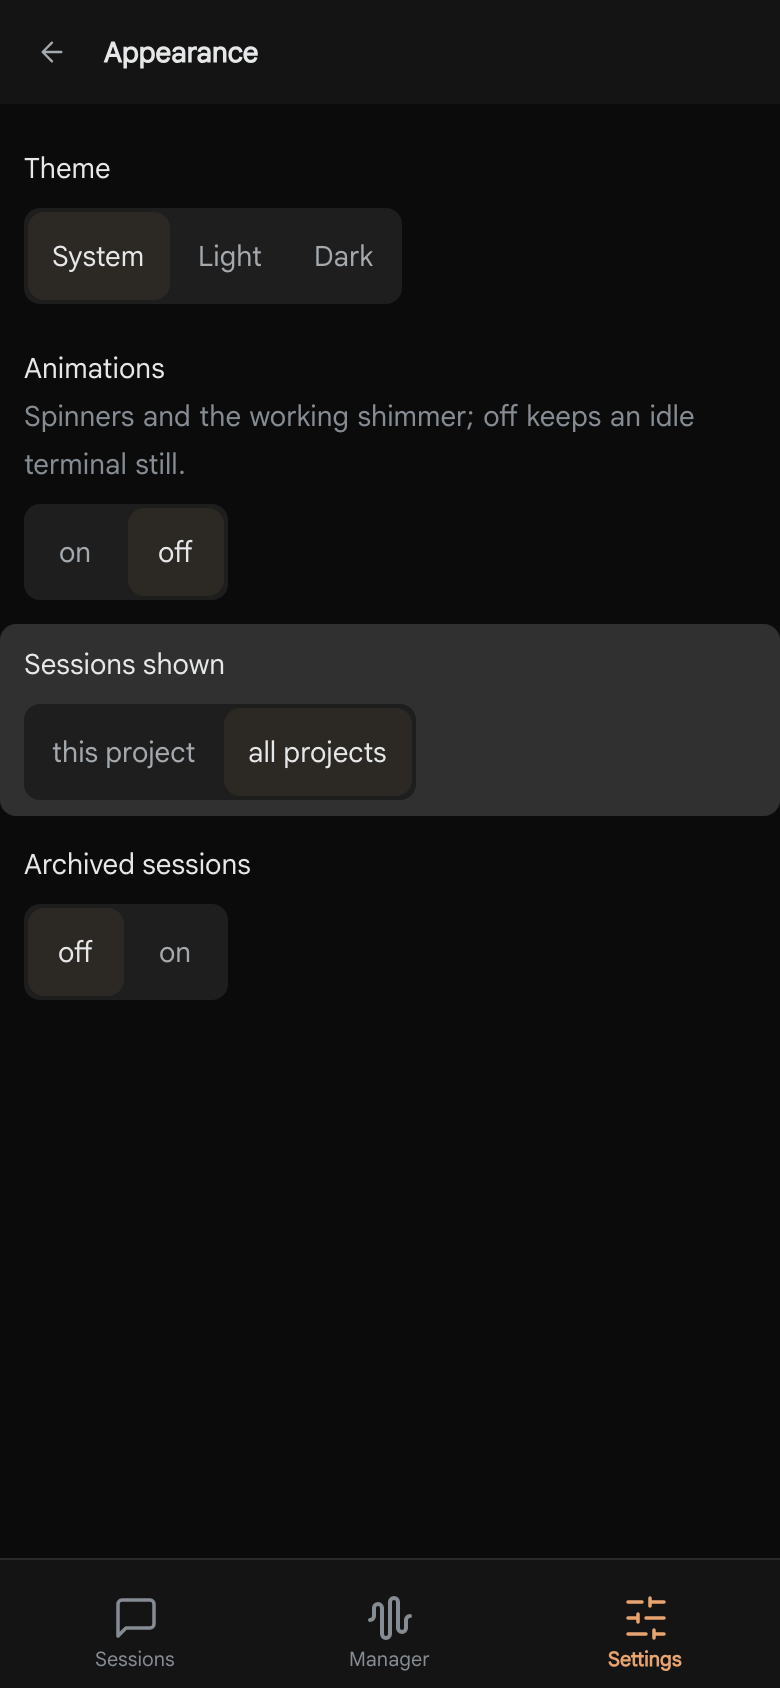 Appearance
Theme
System Light Dark
Animations
Spinners and the working shimmer; off keeps an idle
terminal still.
on off
Sessions shown
this project all projects
Archived sessions
off on
Sessions Manager Settings